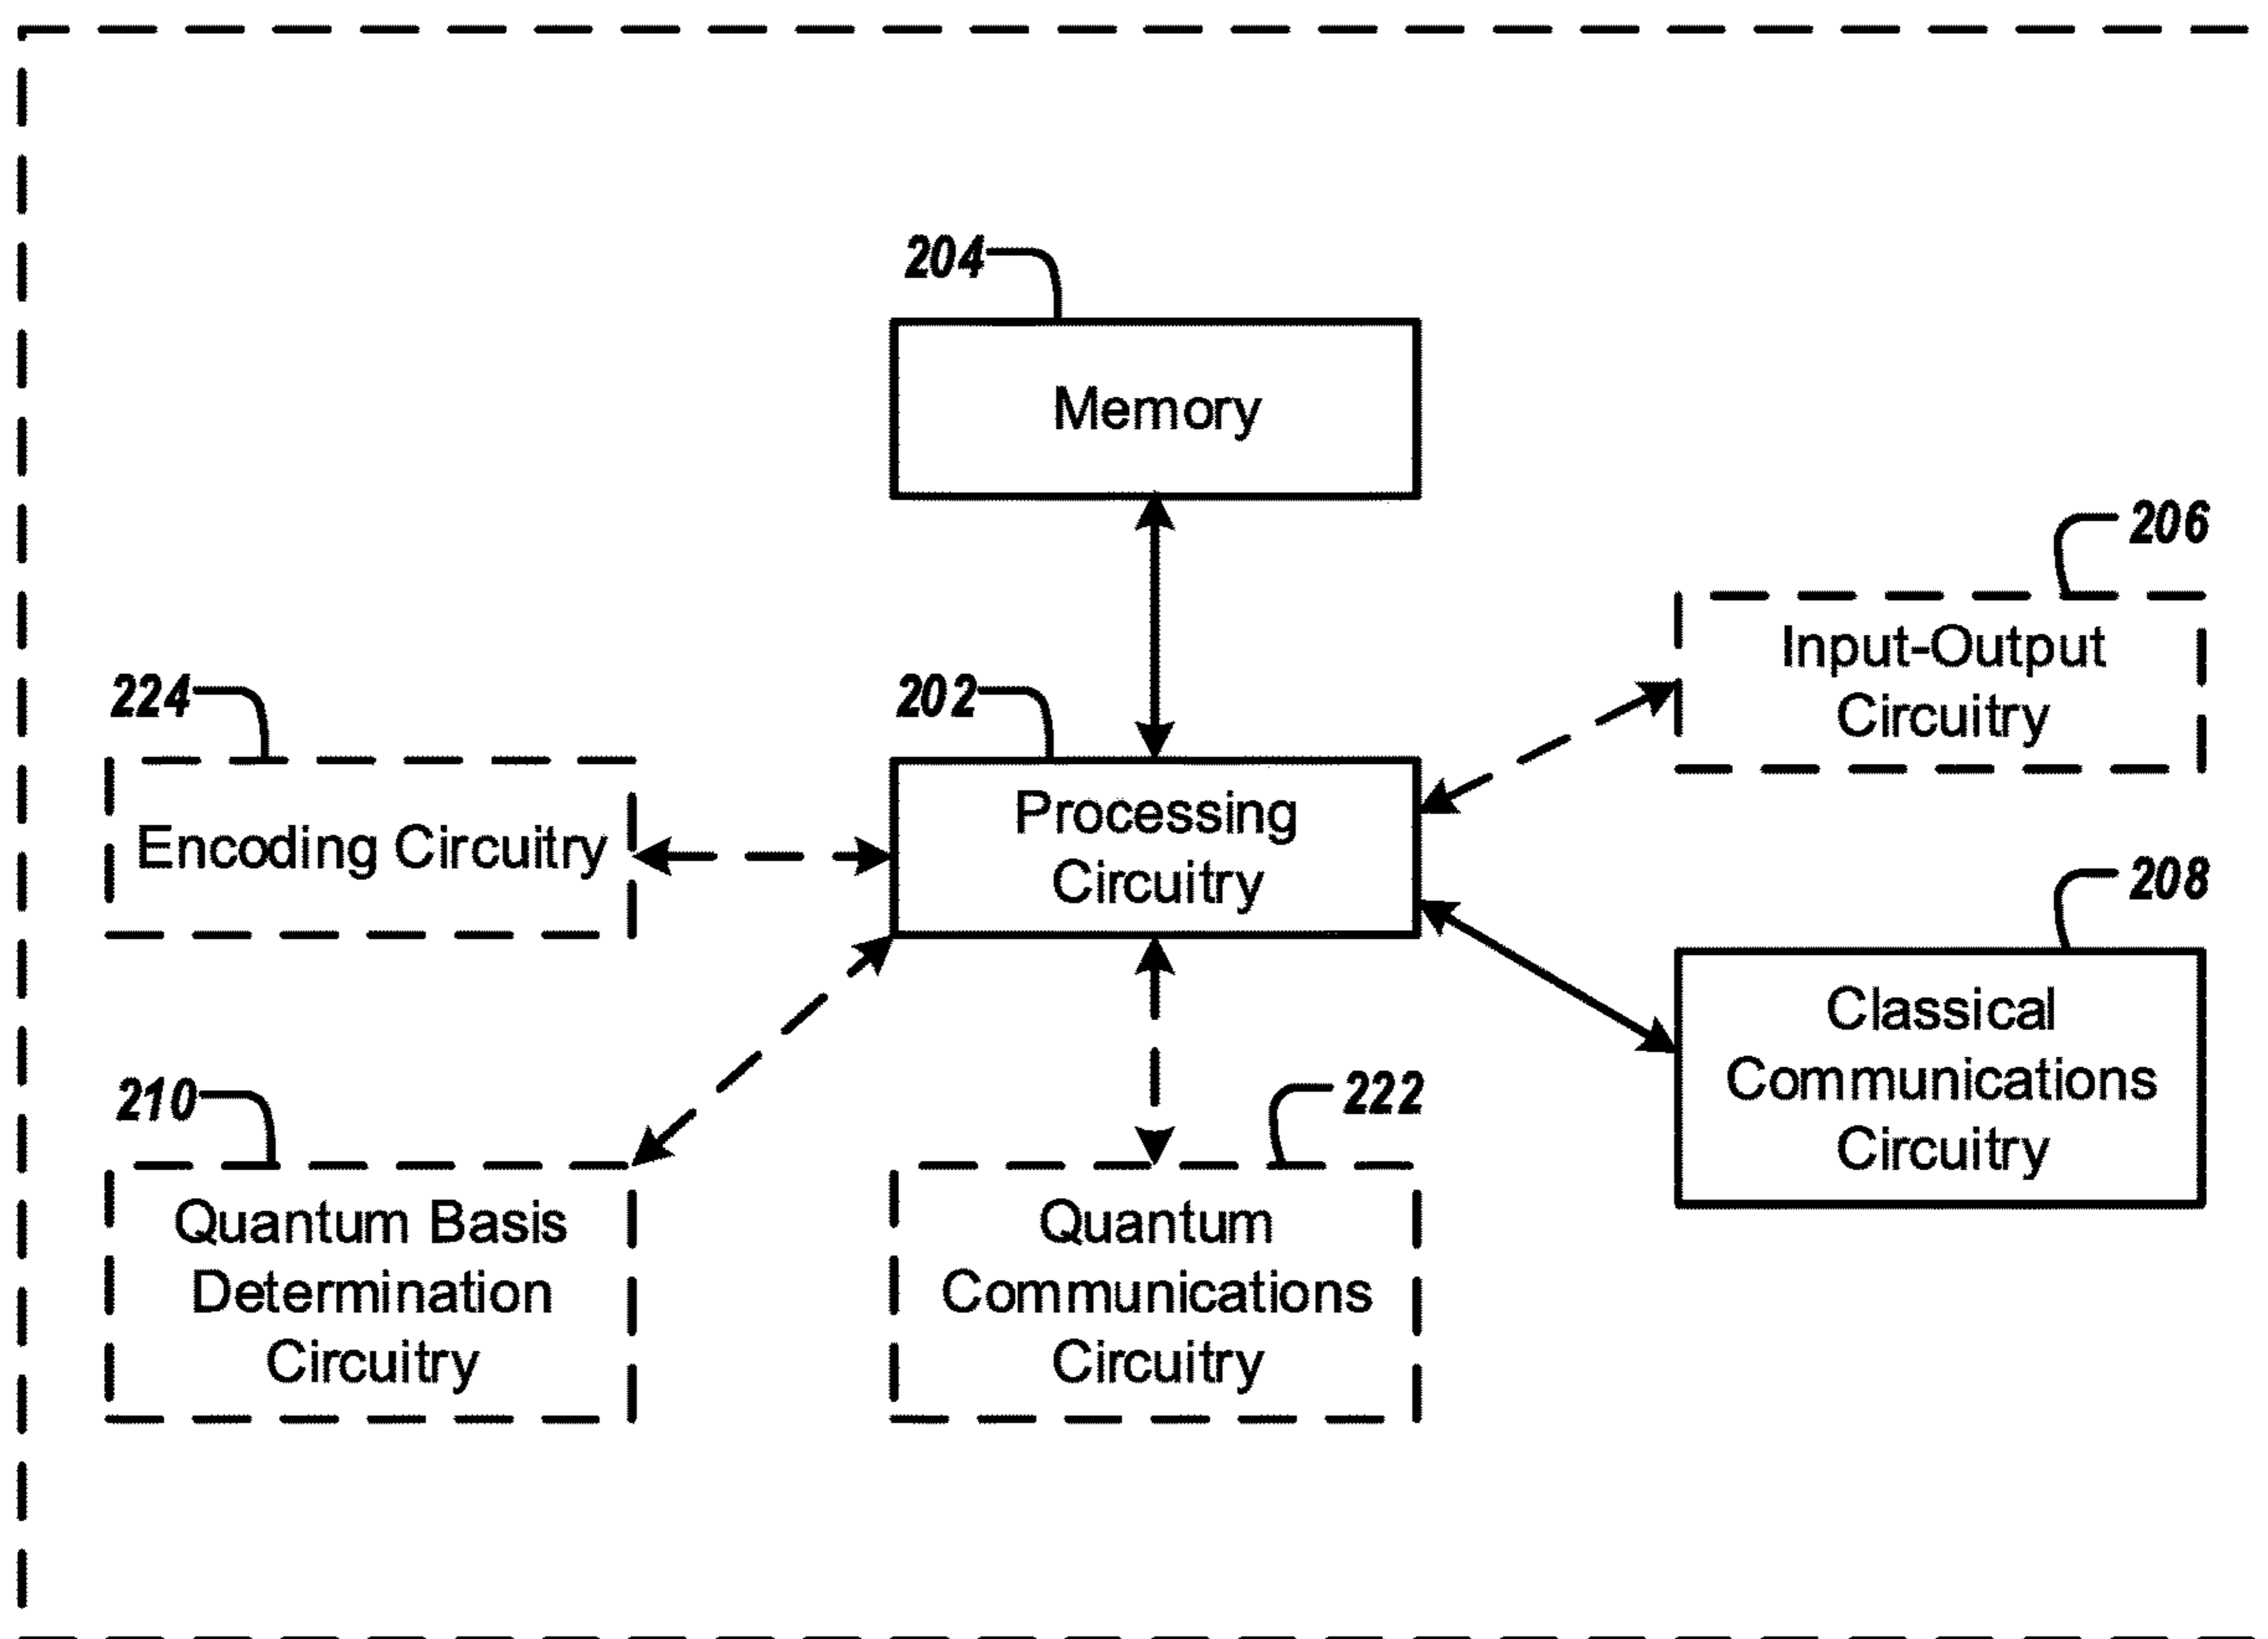 204
Memory
206
Input-Output
Circuitry
224
202
Encoding Circuitry
Processing
Circuitry
208
Classical
Communications
Circuitry
210
222
Quantum Basis
Determination
Circuitry
Quantum
Communications
Circuitry